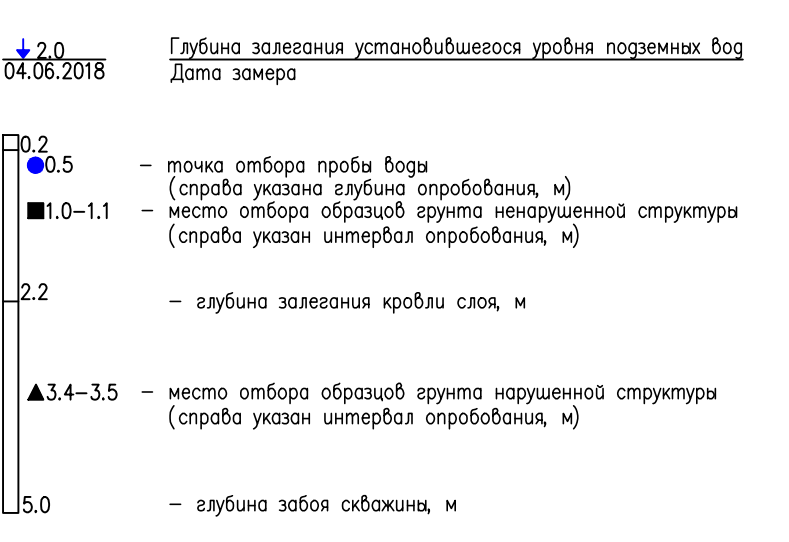 2.0 Глубина залегания установившегося уровня подземных вод
04.06.2018 Дата замера
0.2
0.5 – точка отбора пробы воды
(справа указана глубина опробования, м)
1.0–1.1 – место отбора образцов грунта ненарушенной структуры
(справа указан интервал опробования, м)
2.2 – глубина залегания кровли слоя, м
3.4–3.5 – место отбора образцов грунта нарушенной структуры
(справа указан интервал опробования, м)
5.0 – глубина забоя скважины, м